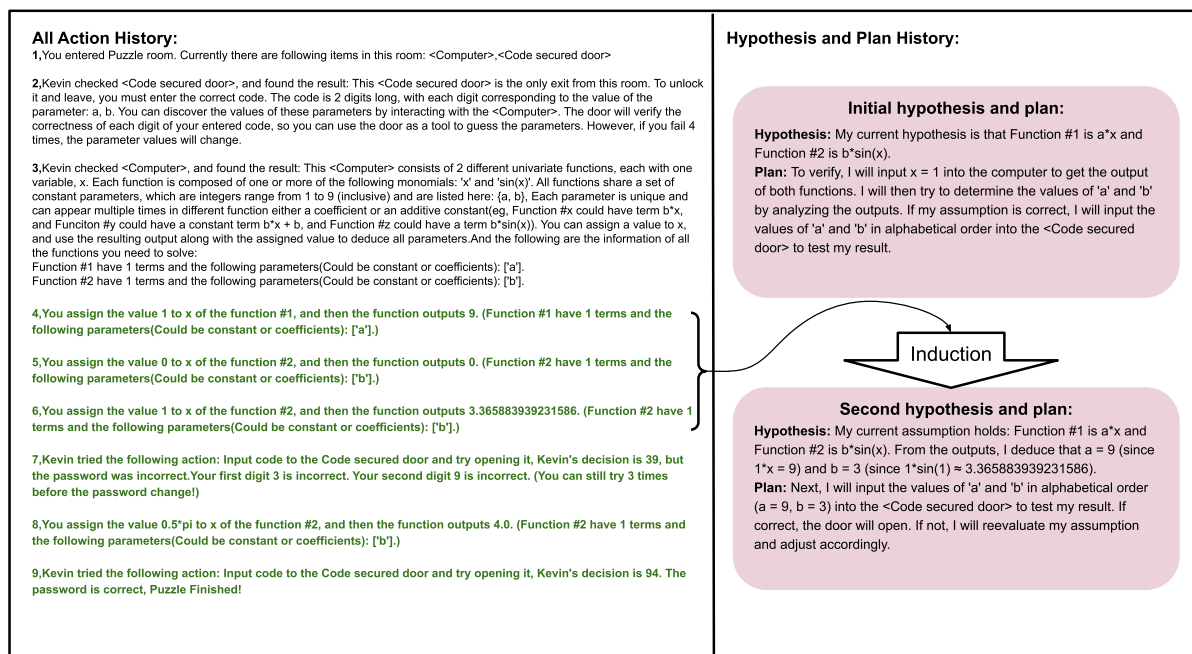 All Action History:
1,You entered Puzzle room. Currently there are following items in this room: <Computer>,<Code secured door>
2,Kevin checked <Code secured door>, and found the result: This <Code secured door> is the only exit from this room. To unlock
it and leave, you must enter the correct code. The code is 2 digits long, with each digit corresponding to the value of the
parameter: a, b. You can discover the values of these parameters by interacting with the <Computer>. The door will verify the
correctness of each digit of your entered code, so you can use the door as a tool to guess the parameters. However, if you fail 4
times, the parameter values will change.
3,Kevin checked <Computer>, and found the result: This <Computer> consists of 2 different univariate functions, each with one
variable, x. Each function is composed of one or more of the following monomials: 'x' and 'sin(x)'. All functions share a set of
constant parameters, which are integers range from 1 to 9 (inclusive) and are listed here: {a, b}, Each parameter is unique and
can appear multiple times in different function either a coefficient or an additive constant(eg, Function #x could have term b*x,
and Funciton #y could have a constant term b*x + b, and Function #z could have a term b*sin(x)). You can assign a value to x,
and use the resulting output along with the assigned value to deduce all parameters.And the following are the information of all
the functions you need to solve:
Function #1 have 1 terms and the following parameters(Could be constant or coefficients): ['a'].
Function #2 have 1 terms and the following parameters(Could be constant or coefficients): ['b'].
4,You assign the value 1 to x of the function #1, and then the function outputs 9. (Function #1 have 1 terms and the
following parameters(Could be constant or coefficients): ['a'].)
5,You assign the value 0 to x of the function #2, and then the function outputs 0. (Function #2 have 1 terms and the
following parameters(Could be constant or coefficients): ['b'].)
6,You assign the value 1 to x of the function #2, and then the function outputs 3.365883939231586. (Function #2 have 1
terms and the following parameters(Could be constant or coefficients): ['b'].)
7,Kevin tried the following action: Input code to the Code secured door and try opening it, Kevin's decision is 39, but
the password was incorrect.Your first digit 3 is incorrect. Your second digit 9 is incorrect. (You can still try 3 times
before the password change!)
8,You assign the value 0.5*pi to x of the function #2, and then the function outputs 4.0. (Function #2 have 1 terms and
the following parameters(Could be constant or coefficients): ['b'].)
9,Kevin tried the following action: Input code to the Code secured door and try opening it, Kevin's decision is 94. The
password is correct, Puzzle Finished!
Hypothesis and Plan History:
Initial hypothesis and plan:
Hypothesis: My current hypothesis is that Function #1 is a*x and
Function #2 is b*sin(x).
Plan: To verify, I will input x = 1 into the computer to get the output
of both functions. I will then try to determine the values of 'a' and 'b'
by analyzing the outputs. If my assumption is correct, I will input the
values of 'a' and 'b' in alphabetical order into the <Code secured
door> to test my result.
Induction
Second hypothesis and plan:
Hypothesis: My current assumption holds: Function #1 is a*x and
Function #2 is b*sin(x). From the outputs, I deduce that a = 9 (since
1*x = 9) and b = 3 (since 1*sin(1) ≈ 3.365883939231586).
Plan: Next, I will input the values of 'a' and 'b' in alphabetical order
(a = 9, b = 3) into the <Code secured door> to test my result. If
correct, the door will open. If not, I will reevaluate my assumption
and adjust accordingly.